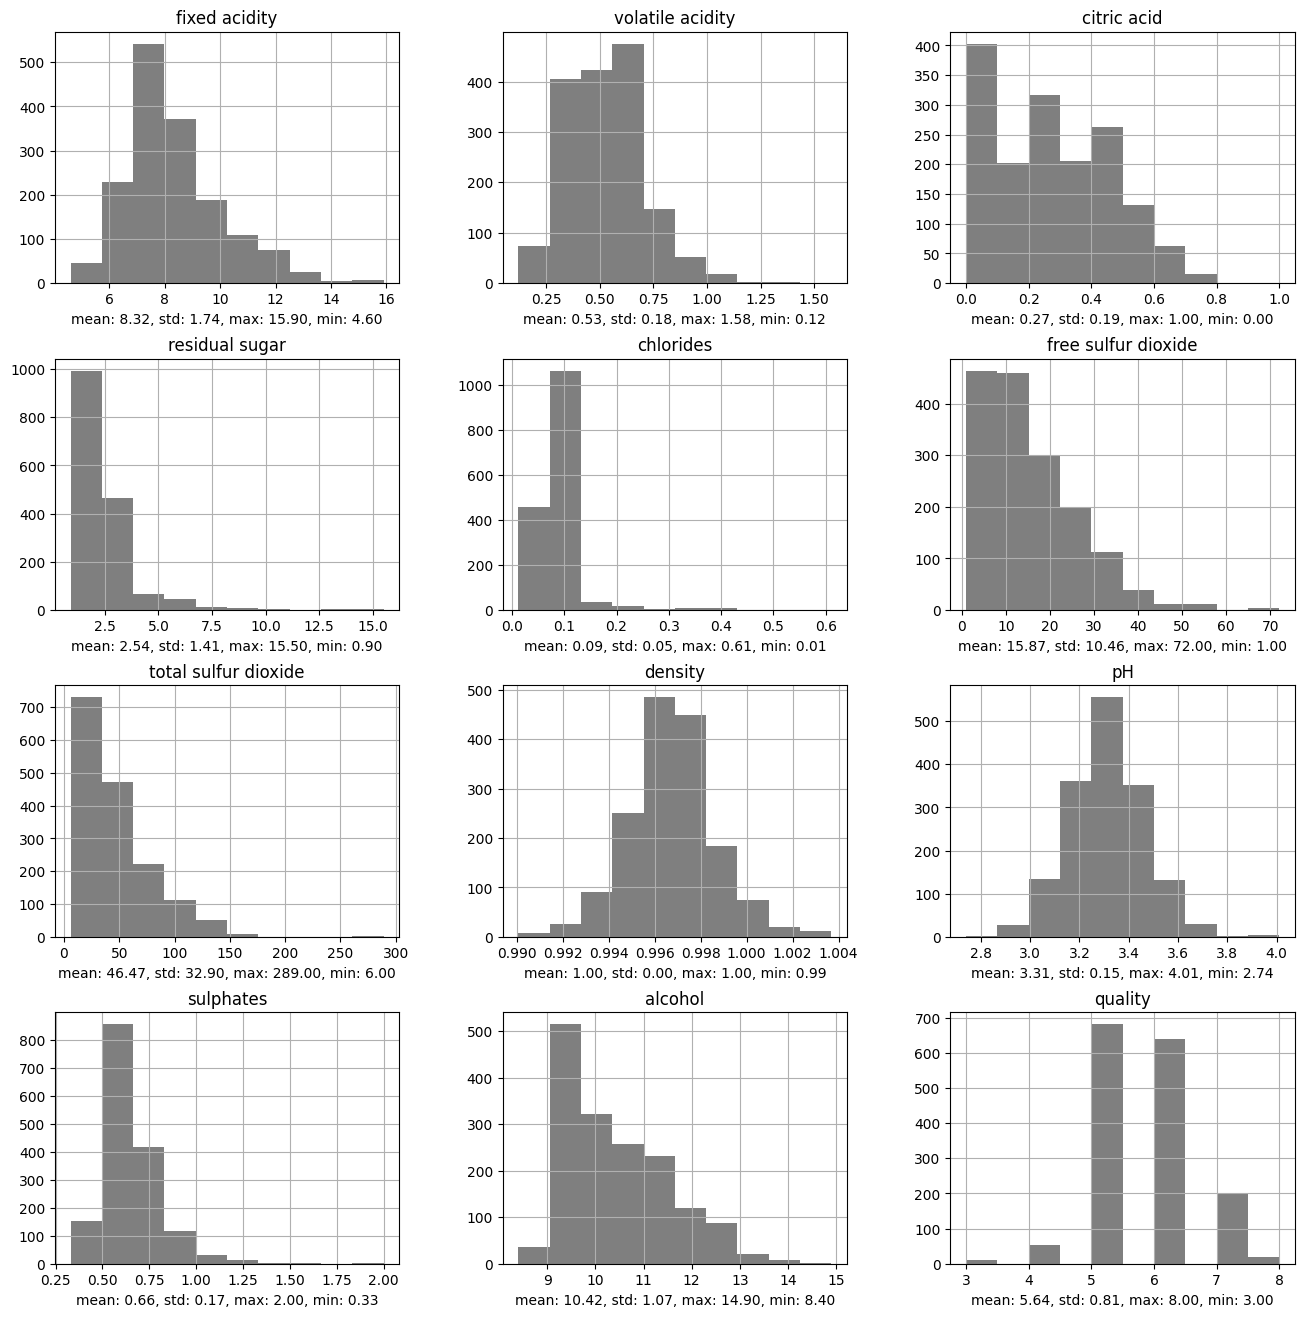 fixed acidity
500
400
300
200
100
0
6 8 10 12 14 16
mean: 8.32, std: 1.74, max: 15.90, min: 4.60
volatile acidity
400
300
200
100
0
0.25 0.50 0.75 1.00 1.25 1.50
mean: 0.53, std: 0.18, max: 1.58, min: 0.12
citric acid
400
350
300
250
200
150
100
50
0
0.0 0.2 0.4 0.6 0.8 1.0
mean: 0.27, std: 0.19, max: 1.00, min: 0.00
residual sugar
1000
800
600
400
200
0
2.5 5.0 7.5 10.0 12.5 15.0
mean: 2.54, std: 1.41, max: 15.50, min: 0.90
chlorides
1000
800
600
400
200
0
0.0 0.1 0.2 0.3 0.4 0.5 0.6
mean: 0.09, std: 0.05, max: 0.61, min: 0.01
free sulfur dioxide
400
300
200
100
0
0 10 20 30 40 50 60 70
mean: 15.87, std: 10.46, max: 72.00, min: 1.00
total sulfur dioxide
700
600
500
400
300
200
100
0
0 50 100 150 200 250 300
mean: 46.47, std: 32.90, max: 289.00, min: 6.00
density
500
400
300
200
100
0
0.990 0.992 0.994 0.996 0.998 1.000 1.002 1.004
mean: 1.00, std: 0.00, max: 1.00, min: 0.99
pH
500
400
300
200
100
0
2.8 3.0 3.2 3.4 3.6 3.8 4.0
mean: 3.31, std: 0.15, max: 4.01, min: 2.74
sulphates
800
700
600
500
400
300
200
100
0
0.25 0.50 0.75 1.00 1.25 1.50 1.75 2.00
mean: 0.66, std: 0.17, max: 2.00, min: 0.33
alcohol
500
400
300
200
100
0
9 10 11 12 13 14 15
mean: 10.42, std: 1.07, max: 14.90, min: 8.40
quality
700
600
500
400
300
200
100
0
3 4 5 6 7 8
mean: 5.64, std: 0.81, max: 8.00, min: 3.00